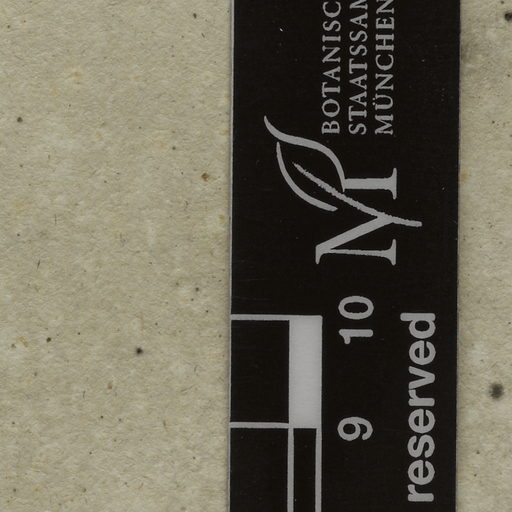 BOTANISC
STAATSSAM
MÜNCHEN
M
9 10
reserved